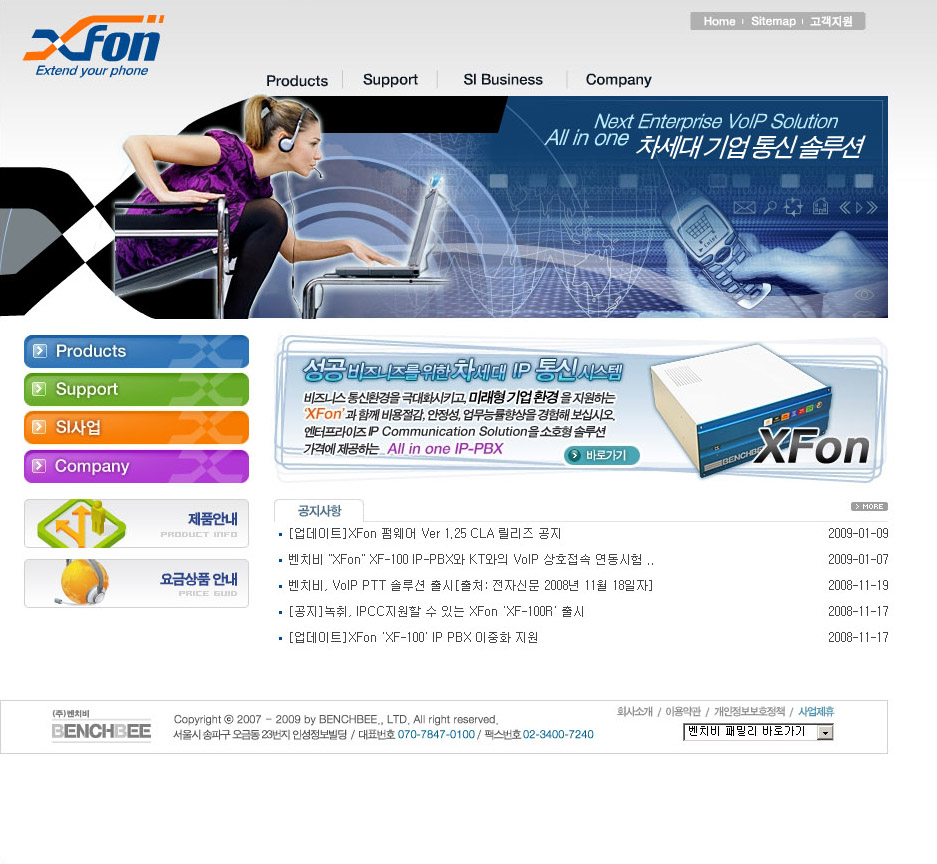 xfon
Extend your phone
Home Sitemap 고객지원
Products Support SI Business Company
Next Enterprise VoIP Solution
All in one 차세대 기업 통신 솔루션
Products
Support
SI사업
Company
제품안내
PRODUCT INFO
요금상품 안내
PRICE GUID
성공 비즈니즈를 위한 차세대 IP 통신시스템
비즈니스 통신환경을 극대화시키고, 미래형 기업 환경 을 지원하는
'XFon'과 함께 비용절감, 안정성, 업무능률향상을 경험해 보십시오.
엔터프라이즈 IP Communication Solution을 소호형 솔루션
가격에 제공하는 All in one IP-PBX
바로가기
BENCHBEE
XFon
공지사항
MORE
[업데이트]XFon 펌웨어 Ver 1.25 CLA 릴리즈 공지 2009-01-09
벤치비 "XFon" XF-100 IP-PBX와 KT와의 VoIP 상호접속 연동시험 .. 2009-01-07
벤치비, VoIP PTT 솔루션 출시[출처: 전자신문 2008년 11월 18일자] 2008-11-19
[공지]녹취, IPCC지원할 수 있는 XFon 'XF-100R' 출시 2008-11-17
[업데이트]XFon 'XF-100' IP PBX 이중화 지원 2008-11-17
(주)벤치비
BENCHBEE
Copyright ⓒ 2007 - 2009 by BENCHBEE., LTD. All right reserved.
서울시 송파구 오금동 23번지 인성정보빌딩 / 대표번호 070-7847-0100 / 팩스번호 02-3400-7240
회사소개 / 이용약관 / 개인정보보호정책 / 사업제휴
벤치비 패밀리 바로가기